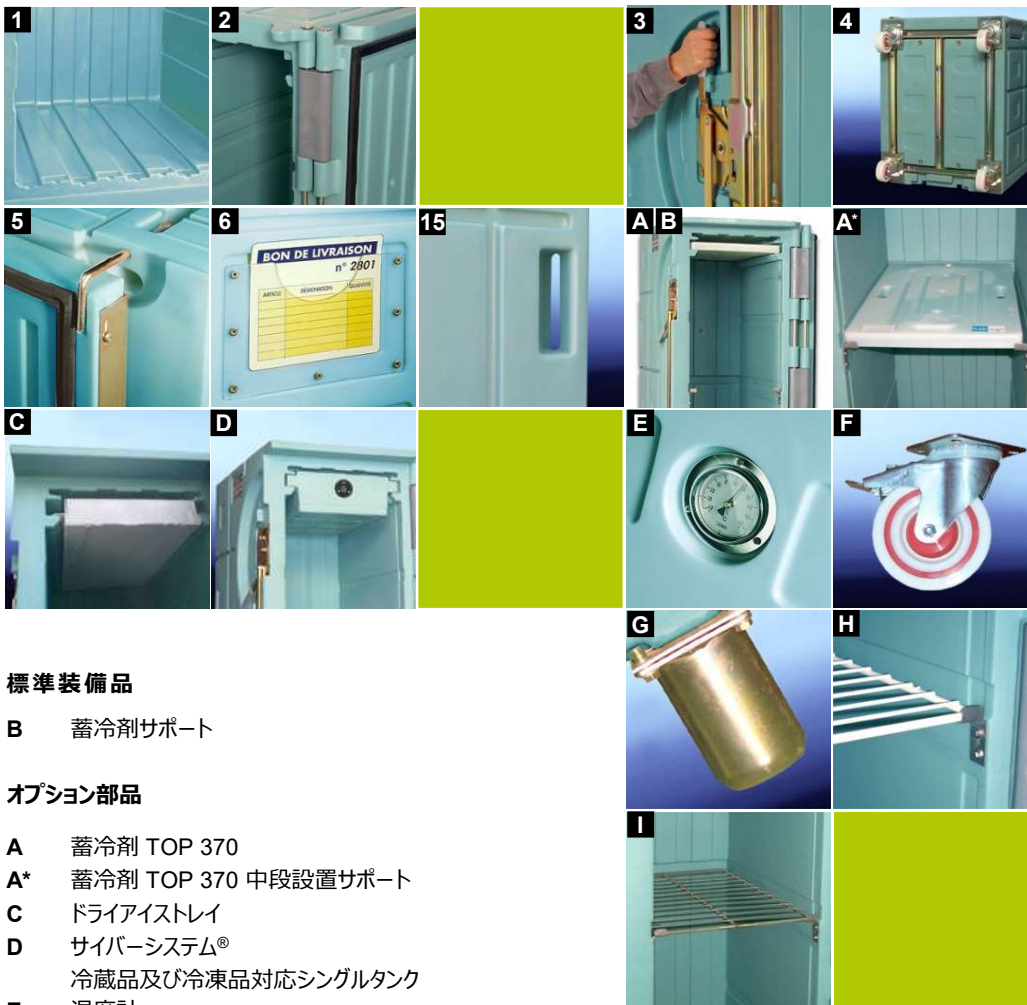 1
2
3
4
5
6
15
A B
A*
BON DE LIVRAISON
n° 2801
ARTICLE DÉSIGNATION QUANTITÉ
C
D
E
F
G
H
I
標準装備品
B 蓄冷剤サポート
オプション部品
A 蓄冷剤 TOP 370
A* 蓄冷剤 TOP 370 中段設置サポート
C ドライアイストレイ
D サイバーシステム®
冷蔵品及び冷凍品対応シングルタンク